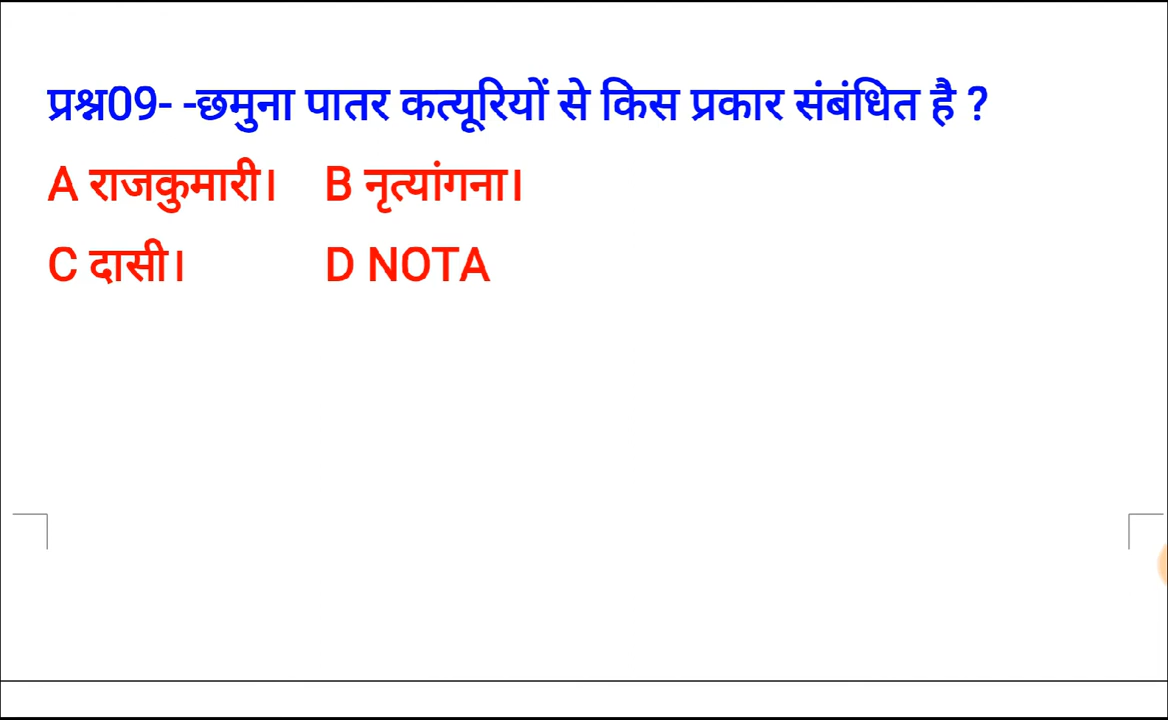 प्रश्न09- -छमुना पातर कत्यूरियों से किस प्रकार संबंधित है ?
A राजकुमारी। B नृत्यांगना।
C दासी। D NOTA